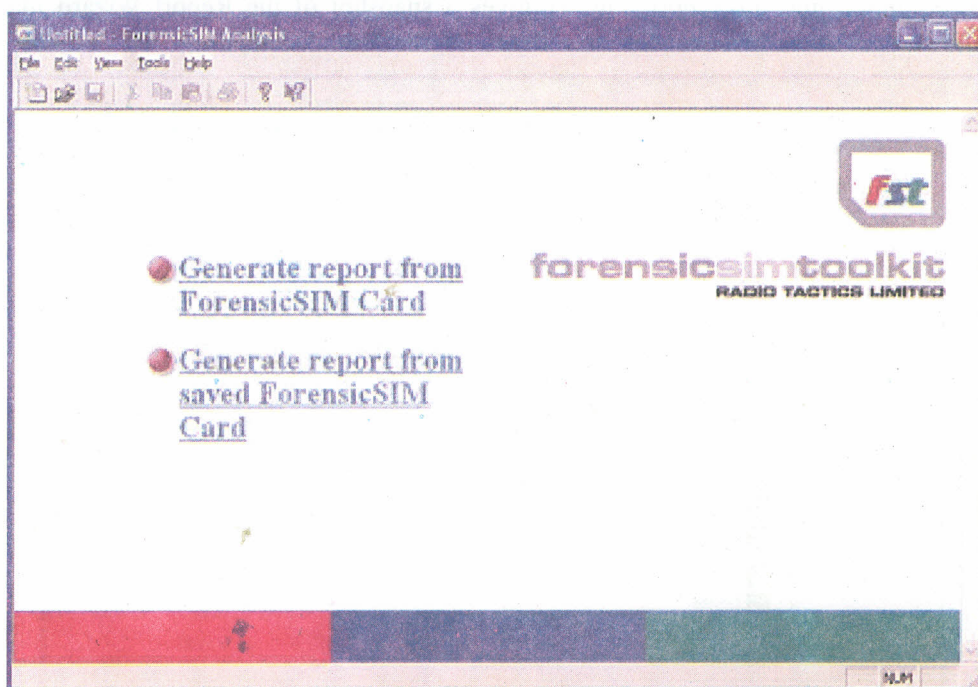 Untitled - ForensicSIM Analysis
File Edit View Tools Help
fst
forensicsimtoolkit
RADIO TACTICS LIMITED
Generate report from
ForensicSIM Card
Generate report from
saved ForensicSIM
Card
NUM